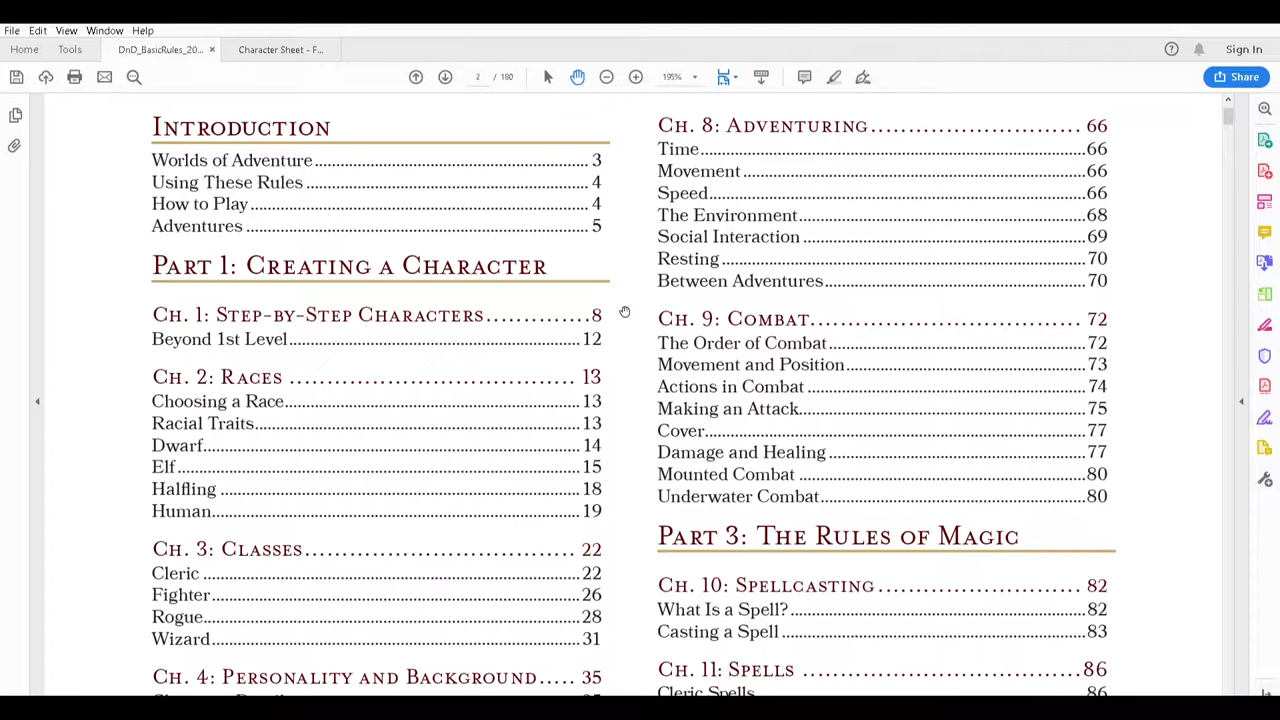 File Edit View Window Help
Home Tools DnD_BasicRules_20... × Character Sheet - F... Sign In
2 / 180 195% Share
Introduction
Worlds of Adventure 3
Using These Rules 4
How to Play 4
Adventures 5
Part 1: Creating a Character
Ch. 1: Step-by-Step Characters 8
Beyond 1st Level 12
Ch. 2: Races 13
Choosing a Race 13
Racial Traits 13
Dwarf 14
Elf 15
Halfling 18
Human 19
Ch. 3: Classes 22
Cleric 22
Fighter 26
Rogue 28
Wizard 31
Ch. 4: Personality and Background 35
Ch. 8: Adventuring 66
Time 66
Movement 66
Speed 66
The Environment 68
Social Interaction 69
Resting 70
Between Adventures 70
Ch. 9: Combat 72
The Order of Combat 72
Movement and Position 73
Actions in Combat 74
Making an Attack 75
Cover 77
Damage and Healing 77
Mounted Combat 80
Underwater Combat 80
Part 3: The Rules of Magic
Ch. 10: Spellcasting 82
What Is a Spell? 82
Casting a Spell 83
Ch. 11: Spells 86
Cleric Spells 86